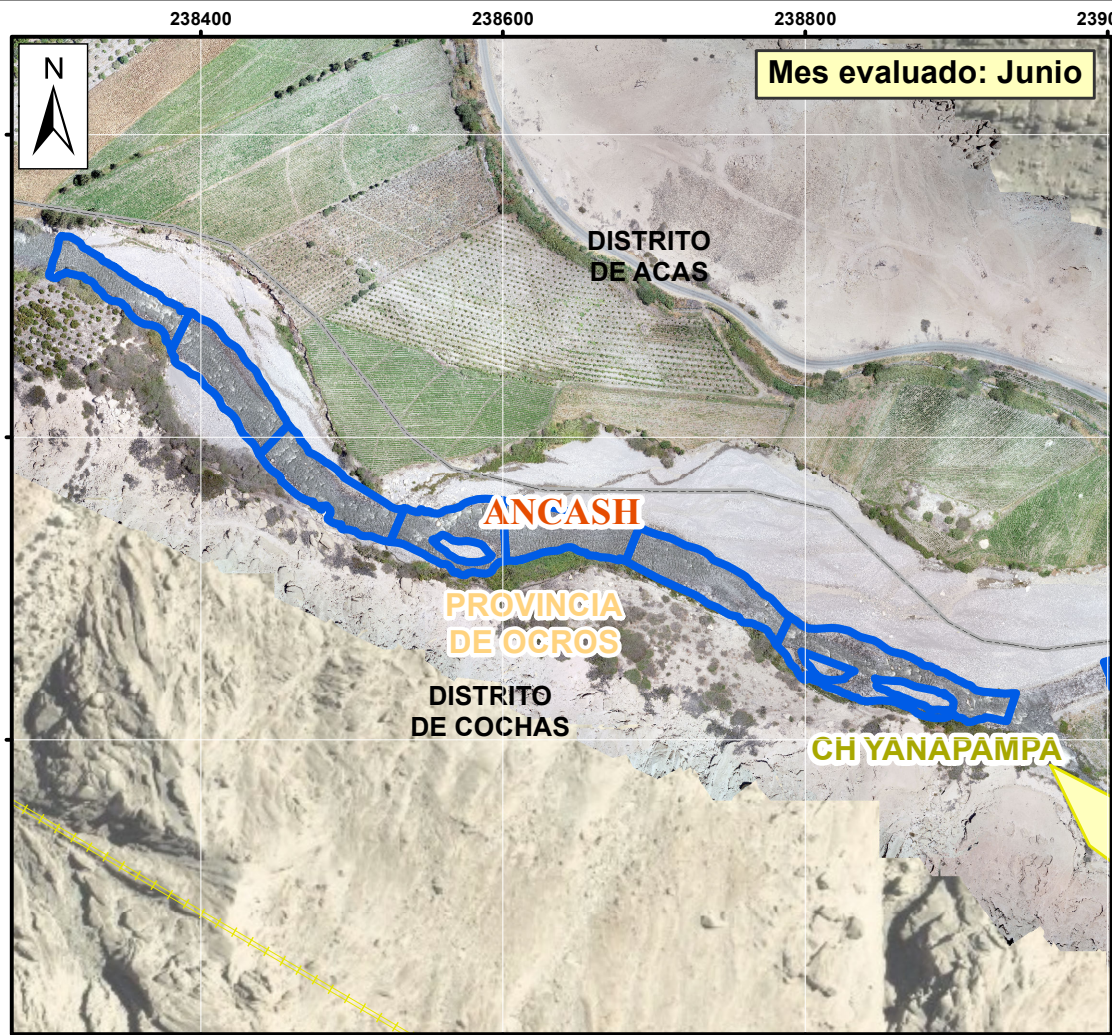 238400
238600
238800
2390
N
Mes evaluado: Junio
DISTRITO
DE ACAS
ANCASH
PROVINCIA
DE OCROS
DISTRITO
DE COCHAS
CH YANAPAMPA